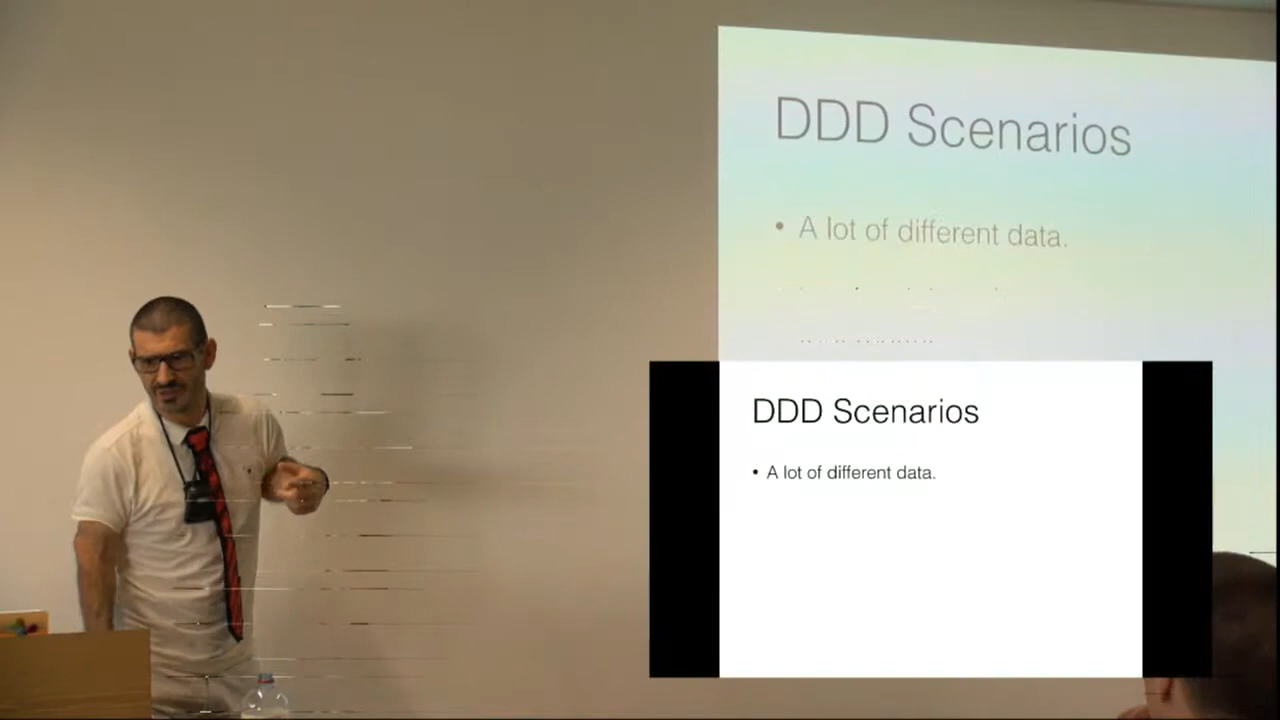 DDD Scenarios
• A lot of different data.
DDD Scenarios
• A lot of different data.